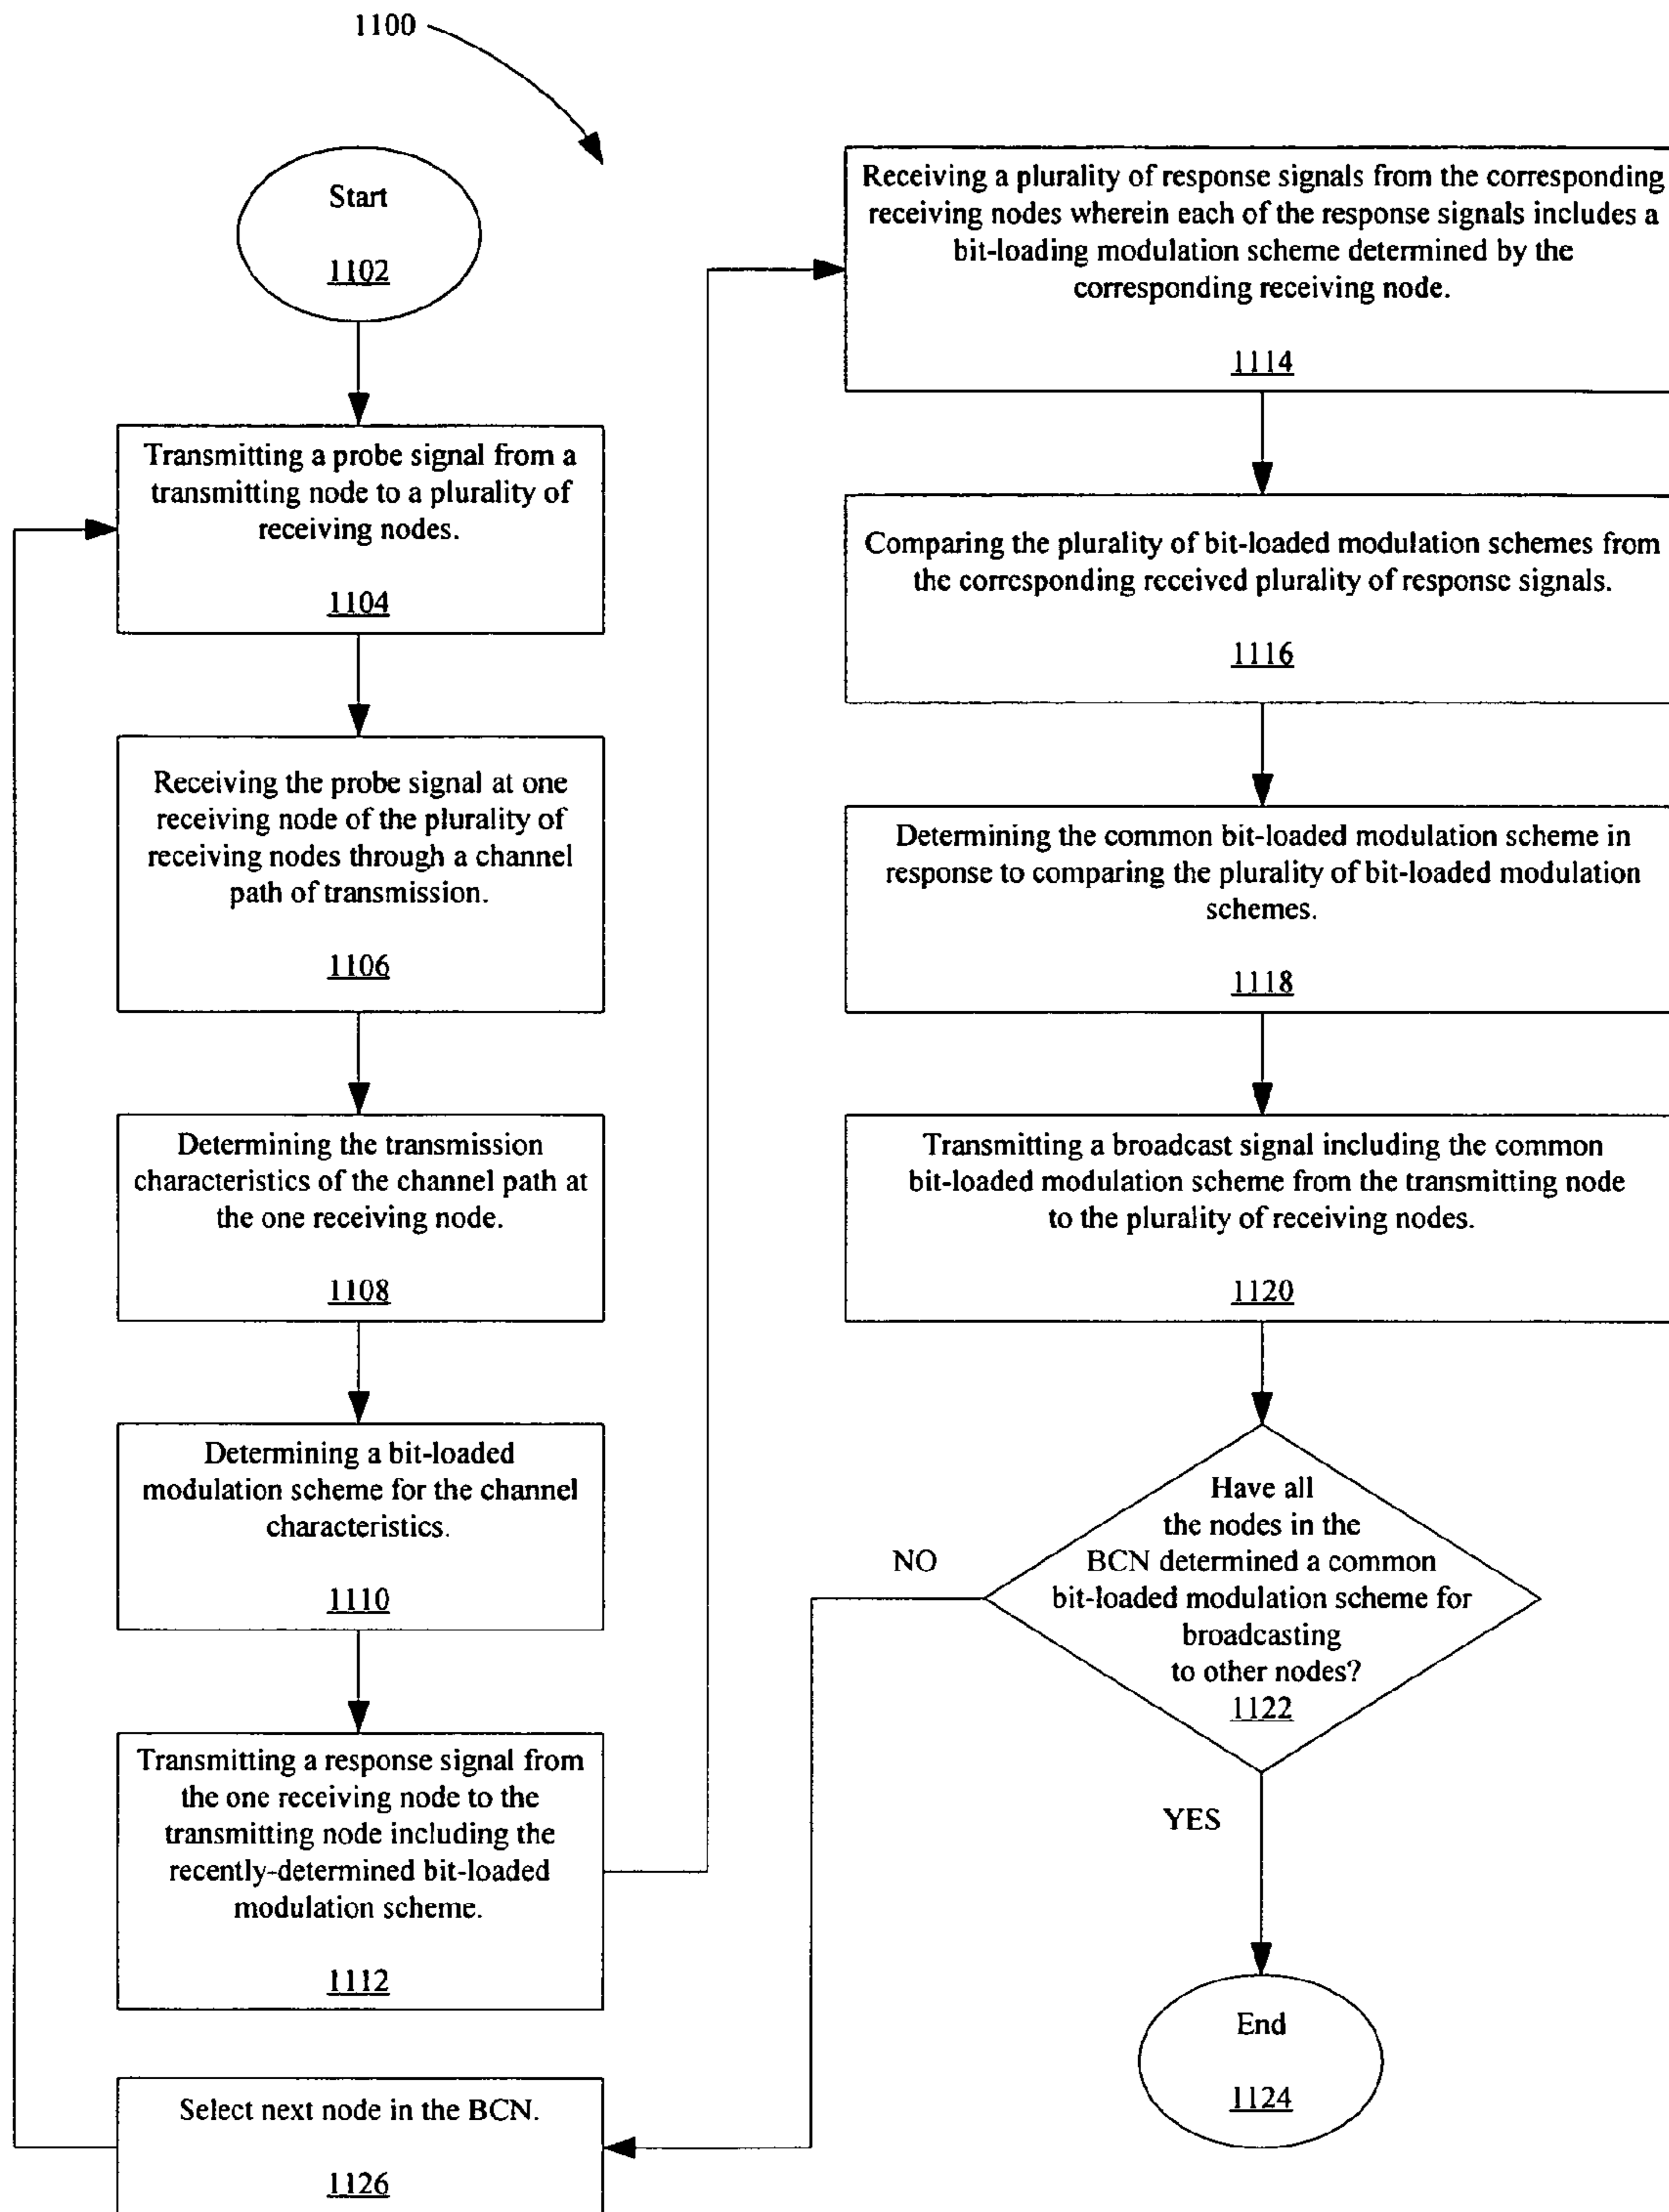 1100
Start
1102
Transmitting a probe signal from a
transmitting node to a plurality of
receiving nodes.
1104
Receiving the probe signal at one
receiving node of the plurality of
receiving nodes through a channel
path of transmission.
1106
Determining the transmission
characteristics of the channel path at
the one receiving node.
1108
Determining a bit-loaded
modulation scheme for the channel
characteristics.
1110
Transmitting a response signal from
the one receiving node to the
transmitting node including the
recently-determined bit-loaded
modulation scheme.
1112
Receiving a plurality of response signals from the corresponding
receiving nodes wherein each of the response signals includes a
bit-loading modulation scheme determined by the
corresponding receiving node.
1114
Comparing the plurality of bit-loaded modulation schemes from
the corresponding received plurality of response signals.
1116
Determining the common bit-loaded modulation scheme in
response to comparing the plurality of bit-loaded modulation
schemes.
1118
Transmitting a broadcast signal including the common
bit-loaded modulation scheme from the transmitting node
to the plurality of receiving nodes.
1120
Have all
the nodes in the
BCN determined a common
bit-loaded modulation scheme for
broadcasting
to other nodes?
1122
NO
YES
End
1124
Select next node in the BCN.
1126